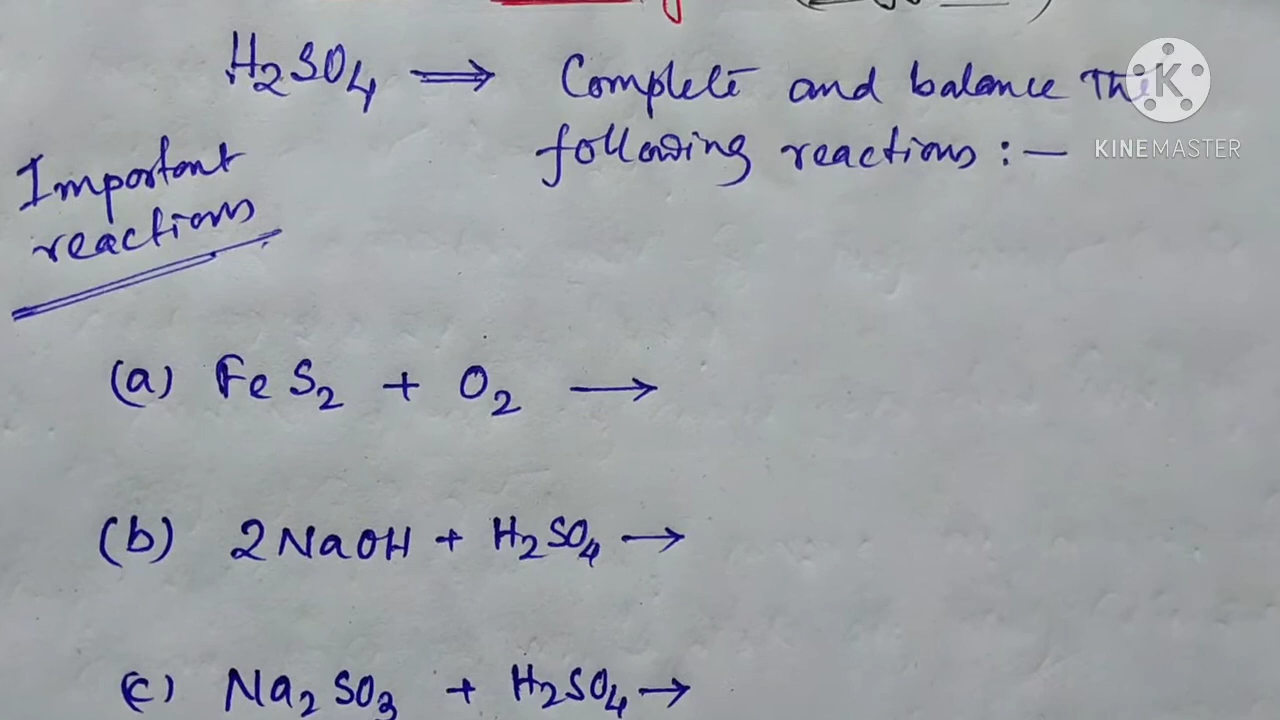 H2SO4 ⟹ Complete and balance The
following reactions :—
Important
reactions
(a) FeS2 + O2 →
(b) 2NaOH + H2SO4 →
(c) Na2SO3 + H2SO4 →
K
KINEMASTER